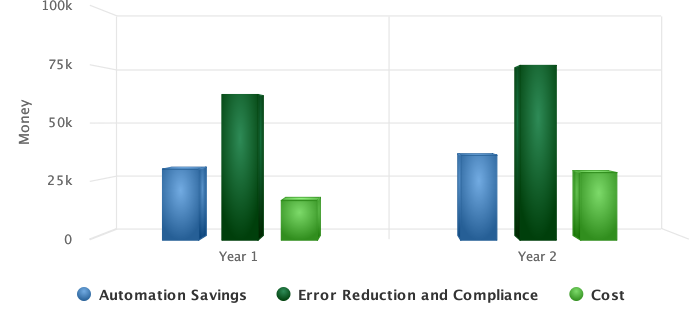 100k
75k
50k
25k
0
Money
Year 1
Year 2
Automation Savings
Error Reduction and Compliance
Cost